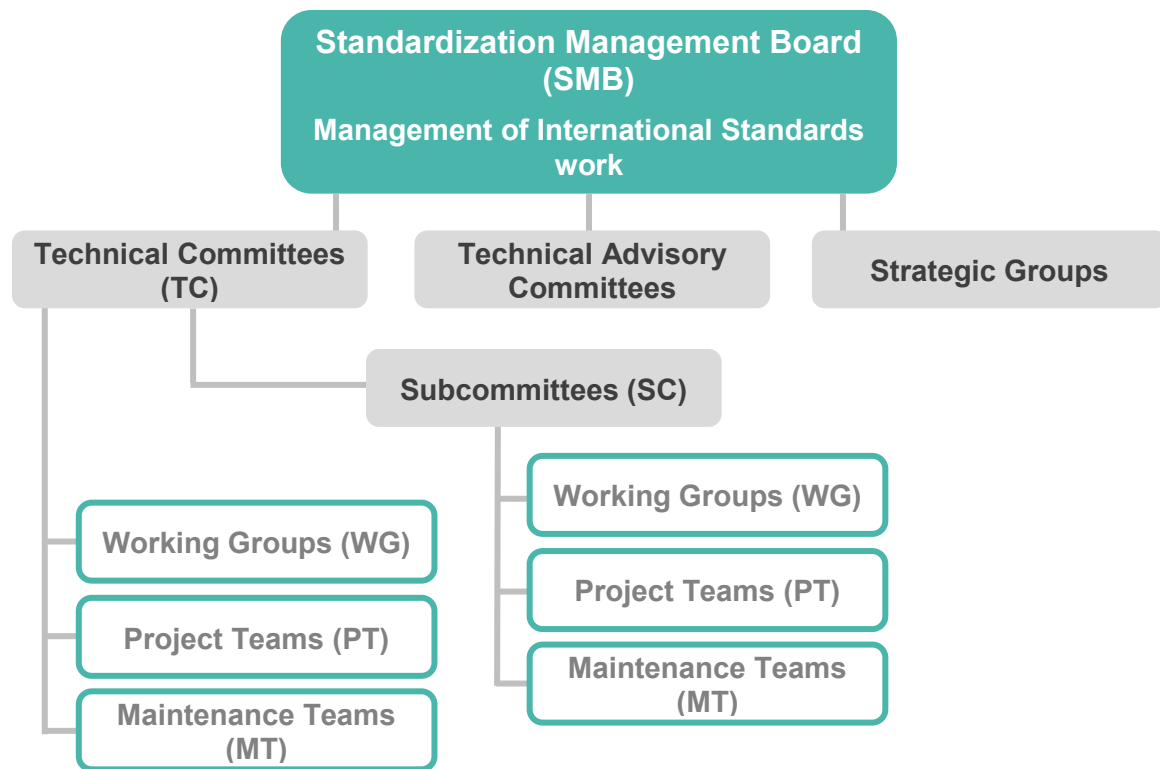 Standardization Management Board
(SMB)
Management of International Standards
work
Technical Committees
(TC)
Technical Advisory
Committees
Strategic Groups
Subcommittees (SC)
Working Groups (WG)
Project Teams (PT)
Maintenance Teams
(MT)
Working Groups (WG)
Project Teams (PT)
Maintenance Teams
(MT)